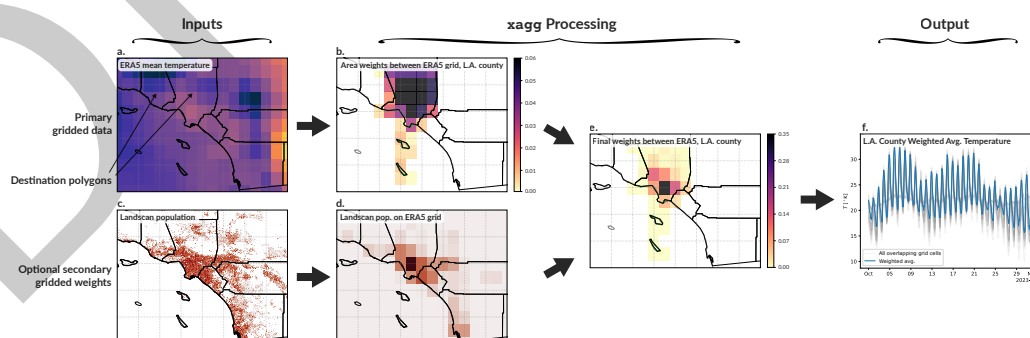 Inputs
xagg Processing
Output
a.
ERA5 mean temperature
Primary
gridded data
Destination polygons
b.
Area weights between ERA5 grid, L.A. county
0.06
0.05
0.04
0.03
0.02
0.01
0.00
c.
Landscan population
Optional secondary
gridded weights
d.
Landscan pop. on ERA5 grid
e.
Final weights between ERA5, L.A. county
0.35
0.28
0.21
0.14
0.07
0.00
f.
L.A. County Weighted Avg. Temperature
30
25
20
15
10
All overlapping grid cells
Weighted avg.
Oct
05
09
13
17
21
25
29
2023-